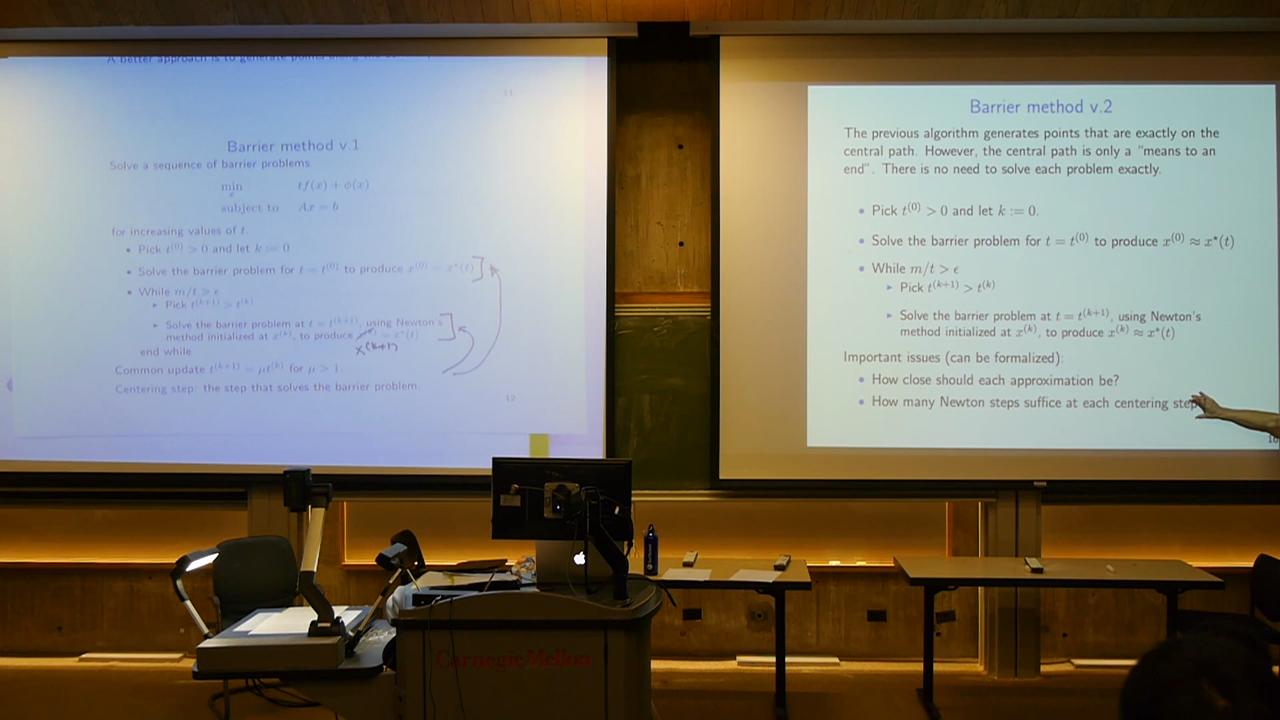 A better approach is to generate points along the
11
Barrier method v.1
Solve a sequence of barrier problems
min x tf(x) + ϕ(x)
subject to Ax = b
for increasing values of t.
• Pick t^(0) > 0 and let k := 0
• Solve the barrier problem for t = t^(0) to produce x^(0) = x*(t)
• While m/t > ϵ
▸ Pick t^(k+1) > t^(k)
▸ Solve the barrier problem at t = t^(k+1), using Newton's
method initialized at x^(k), to produce = x*(t)
x^(k+1)
end while
Common update t^(k+1) = μt^(k) for μ > 1.
Centering step: the step that solves the barrier problem.
12
Barrier method v.2
The previous algorithm generates points that are exactly on the
central path. However, the central path is only a "means to an
end". There is no need to solve each problem exactly.
• Pick t^(0) > 0 and let k := 0.
• Solve the barrier problem for t = t^(0) to produce x^(0) ≈ x*(t)
• While m/t > ϵ
▸ Pick t^(k+1) > t^(k)
▸ Solve the barrier problem at t = t^(k+1), using Newton's
method initialized at x^(k), to produce x^(k) ≈ x*(t)
Important issues (can be formalized):
• How close should each approximation be?
• How many Newton steps suffice at each centering step
Carnegie Mellon